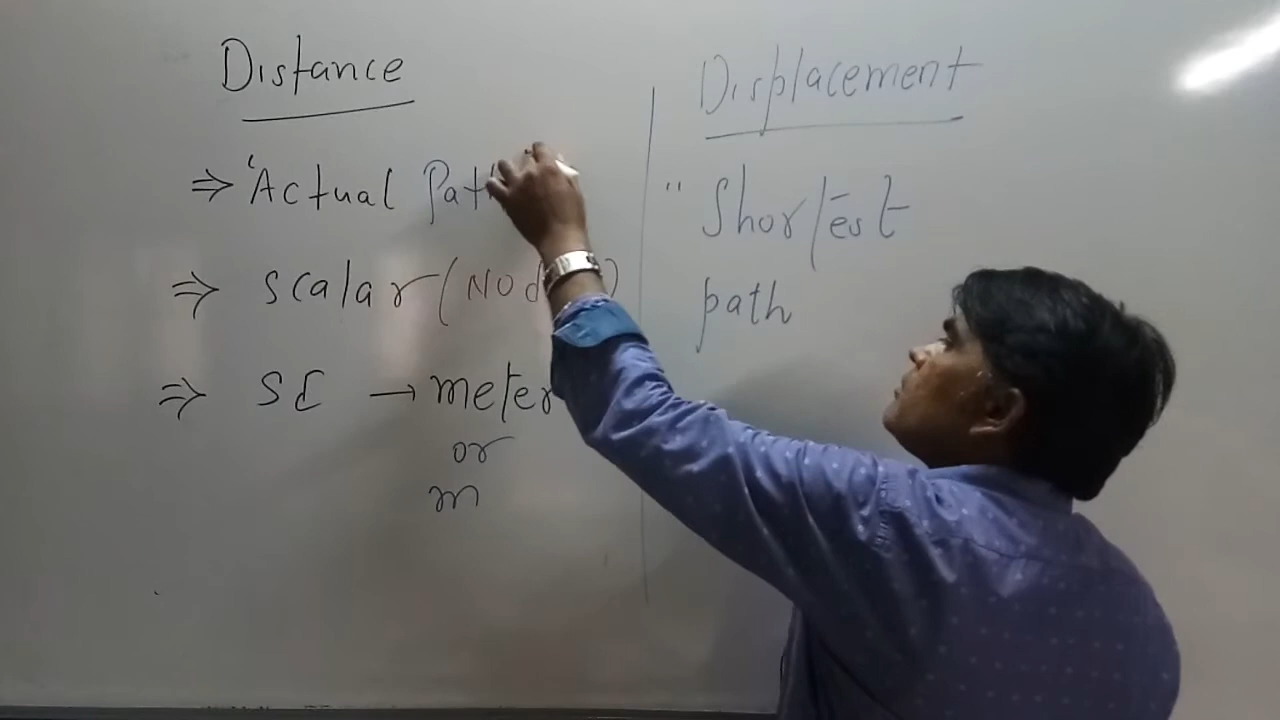 Distance
⇒ 'Actual Path"
⇒ Scalar (No
⇒ SI → meter
or
m
Displacement
" Shortest
path